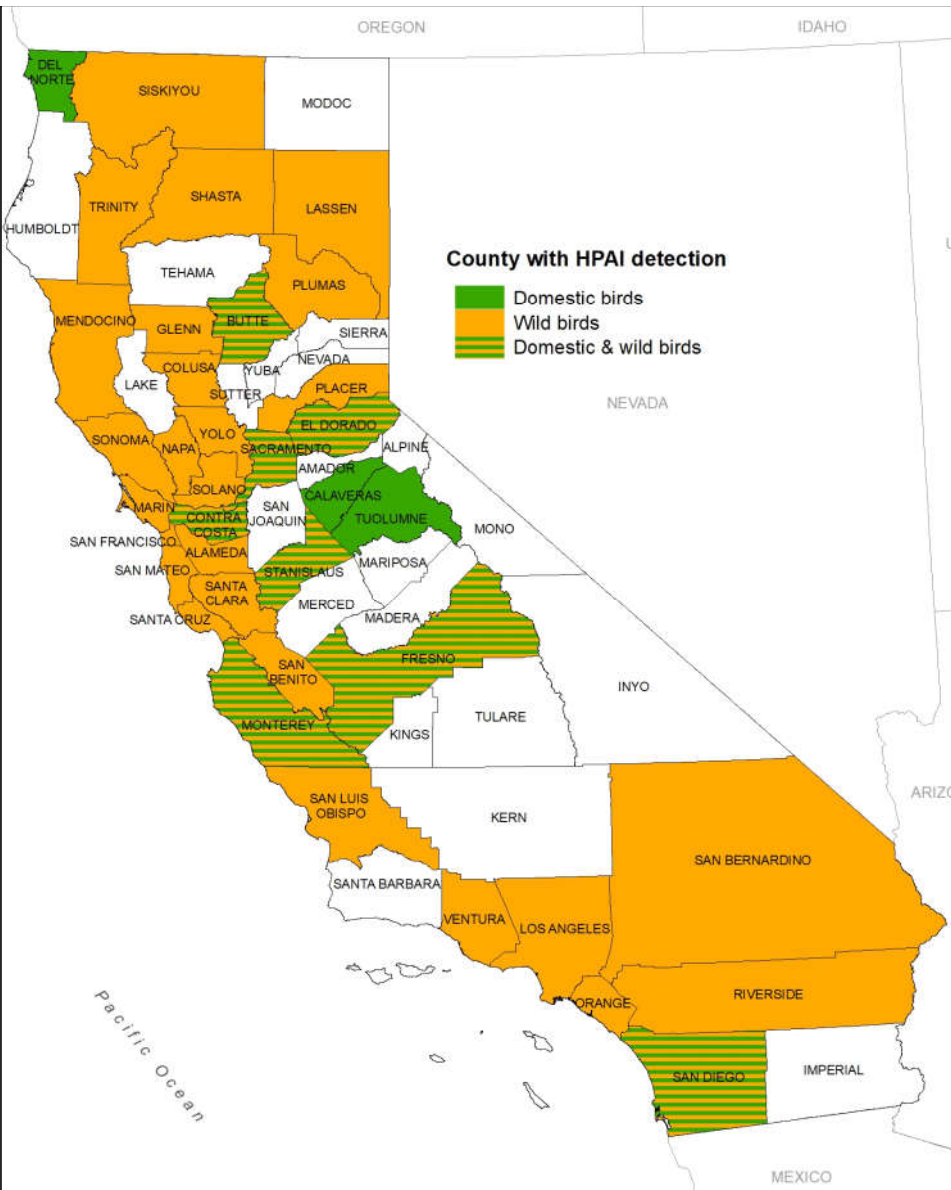 OREGON
IDAHO
DEL
NORTE
SISKIYOU
MODOC
HUMBOLDT
TRINITY
SHASTA
LASSEN
County with HPAI detection
Domestic birds
Wild birds
Domestic & wild birds
TEHAMA
PLUMAS
MENDOCINO
GLENN
BUTTE
SIERRA
NEVADA
COLUSA
YUBA
LAKE
SUTTER
PLACER
NEVADA
SONOMA
NAPA
YOLO
EL DORADO
SACRAMENTO
ALPINE
AMADOR
SOLANO
MARIN
CALAVERAS
SAN
JOAQUIN
CONTRA
COSTA
TUOLUMNE
MONO
SAN FRANCISCO
ALAMEDA
SAN MATEO
STANISLAUS
MARIPOSA
SANTA
CLARA
MERCED
MADERA
SANTA CRUZ
SAN
BENITO
FRESNO
INYO
MONTEREY
KINGS
TULARE
ARIZO
SAN LUIS
OBISPO
KERN
SAN BERNARDINO
SANTA BARBARA
VENTURA
LOS ANGELES
ORANGE
RIVERSIDE
Pacific Ocean
SAN DIEGO
IMPERIAL
MEXICO